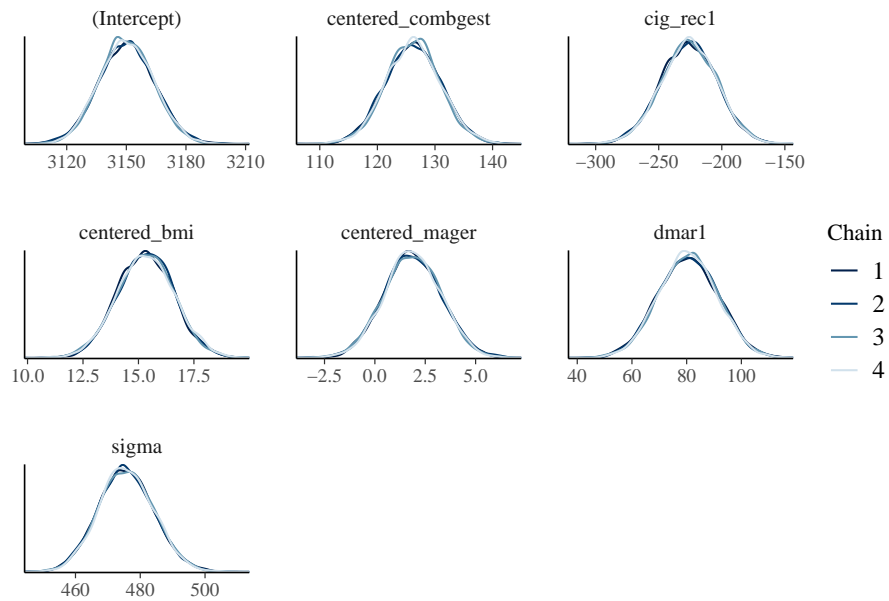 (Intercept) centered_combgest cig_rec1
3120 3150 3180 3210 110 120 130 140 −300 −250 −200 −150
centered_bmi centered_mager dmar1
10.0 12.5 15.0 17.5 −2.5 0.0 2.5 5.0 40 60 80 100
Chain
1
2
3
4
sigma
460 480 500